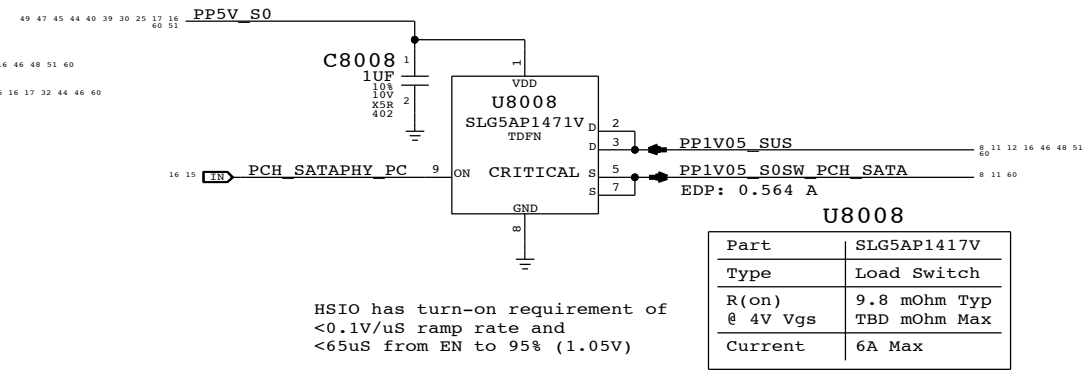 49 47 45 44 40 39 30 25 17 16 PP5V_S0
60 51
16 46 48 51 60
16 17 32 44 46 60
C8008 1
1UF
10%
10V
X5R 2
402
1
VDD
U8008
SLG5AP1471V
TDFN
D 2
D 3 PP1V05_SUS 8 11 12 16 46 48 51
60
16 15 IN PCH_SATAPHY_PC 9 ON CRITICAL S 5 PP1V05_S0SW_PCH_SATA 8 11 60
S 7 EDP: 0.564 A
GND
8
U8008
Part SLG5AP1417V
Type Load Switch
R(on) 9.8 mOhm Typ
@ 4V Vgs TBD mOhm Max
Current 6A Max
HSIO has turn-on requirement of
<0.1V/uS ramp rate and
<65uS from EN to 95% (1.05V)